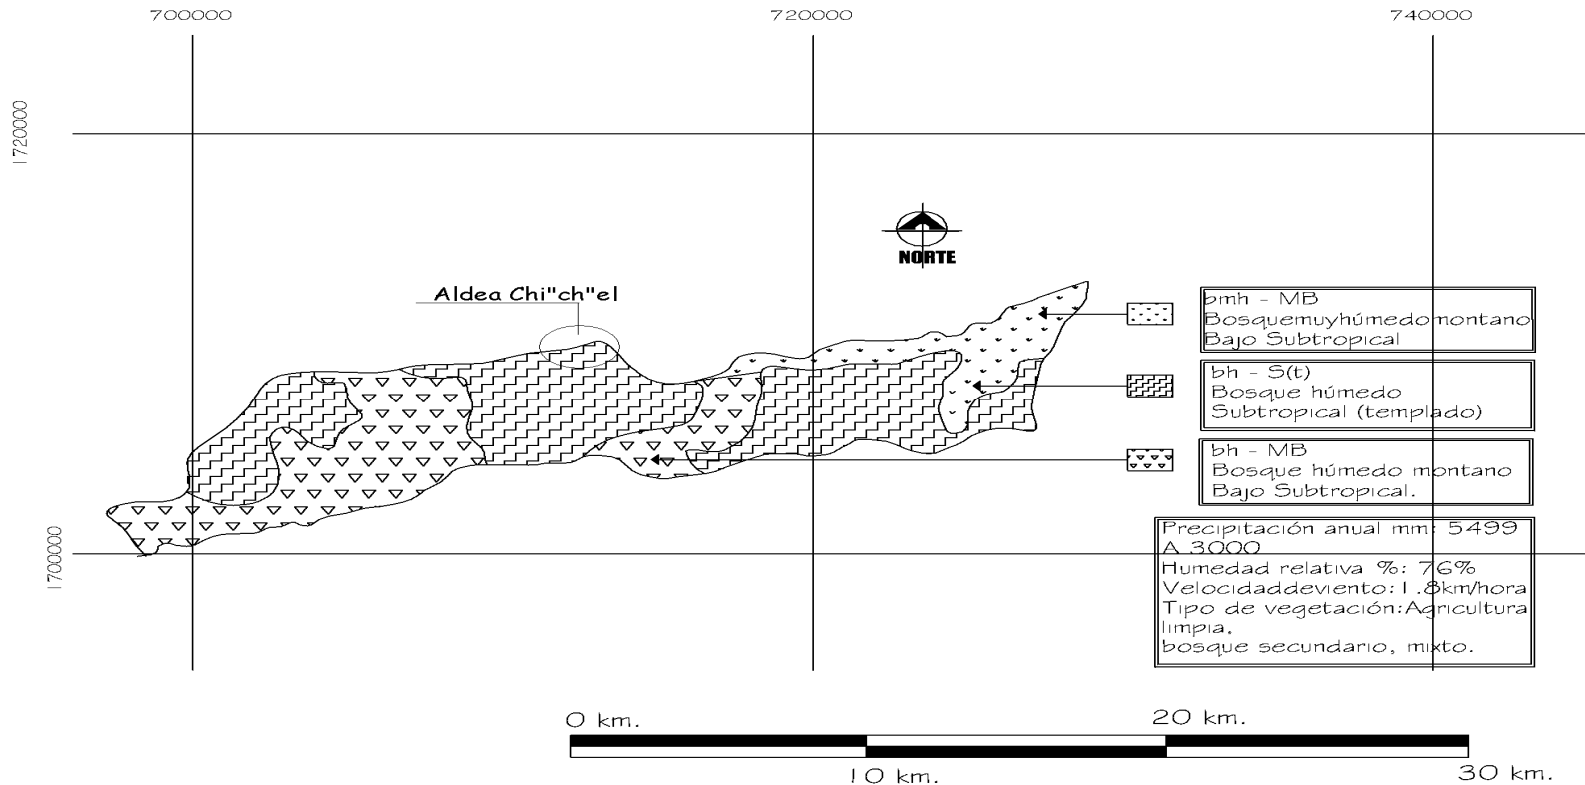 700000
720000
740000
1720000
NORTE
Aldea Chi"ch"el
bmh - MB
Bosquemuyhúmedomontano
Bajo Subtropical
bh - S(t)
Bosque húmedo
Subtropical (templado)
bh - MB
Bosque húmedo montano
Bajo Subtropical.
1700000
Precipitación anual mm: 5499
A 3000
Humedad relativa %: 76%
Velocidaddeviento:1.8km/hora
Tipo de vegetación:Agricultura
limpia.
bosque secundario, mixto.
0 km.
20 km.
10 km.
30 km.